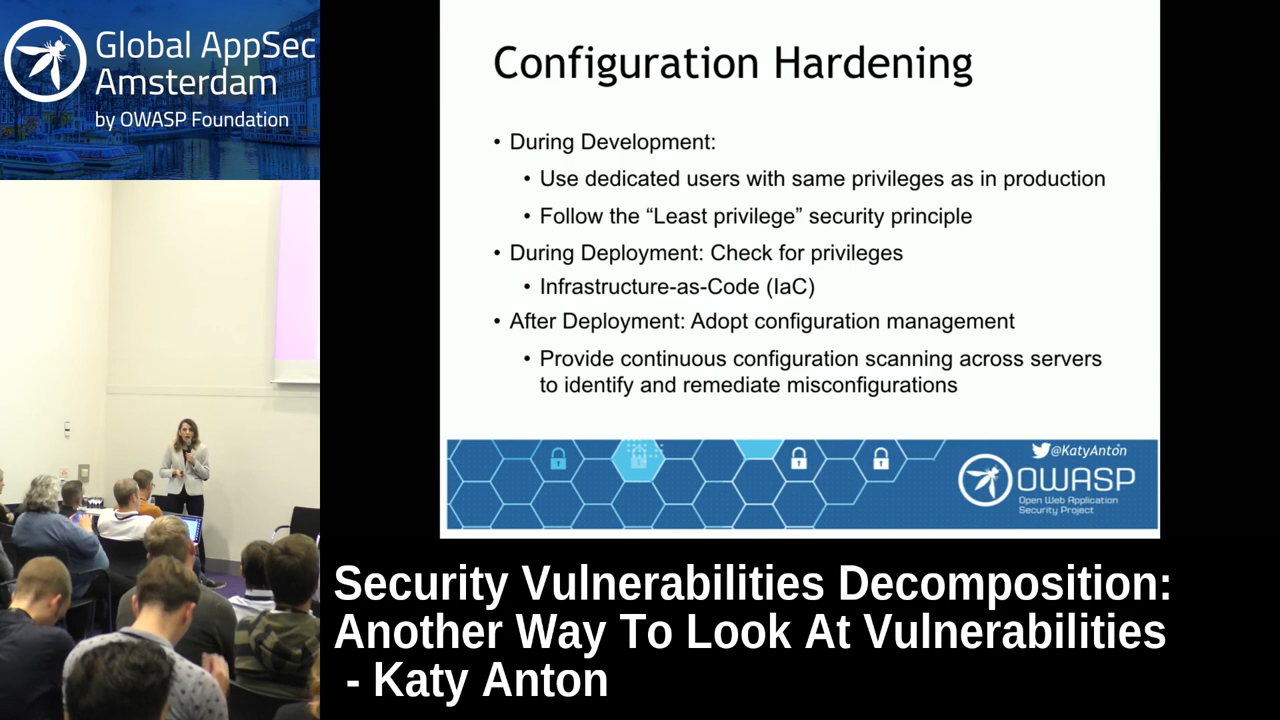 Global AppSec
Amsterdam
by OWASP Foundation
Configuration Hardening
• During Development:
• Use dedicated users with same privileges as in production
• Follow the “Least privilege” security principle
• During Deployment: Check for privileges
• Infrastructure-as-Code (IaC)
• After Deployment: Adopt configuration management
• Provide continuous configuration scanning across servers
to identify and remediate misconfigurations
@KatyAnton
OWASP
Open Web Application
Security Project
Security Vulnerabilities Decomposition:
Another Way To Look At Vulnerabilities
- Katy Anton